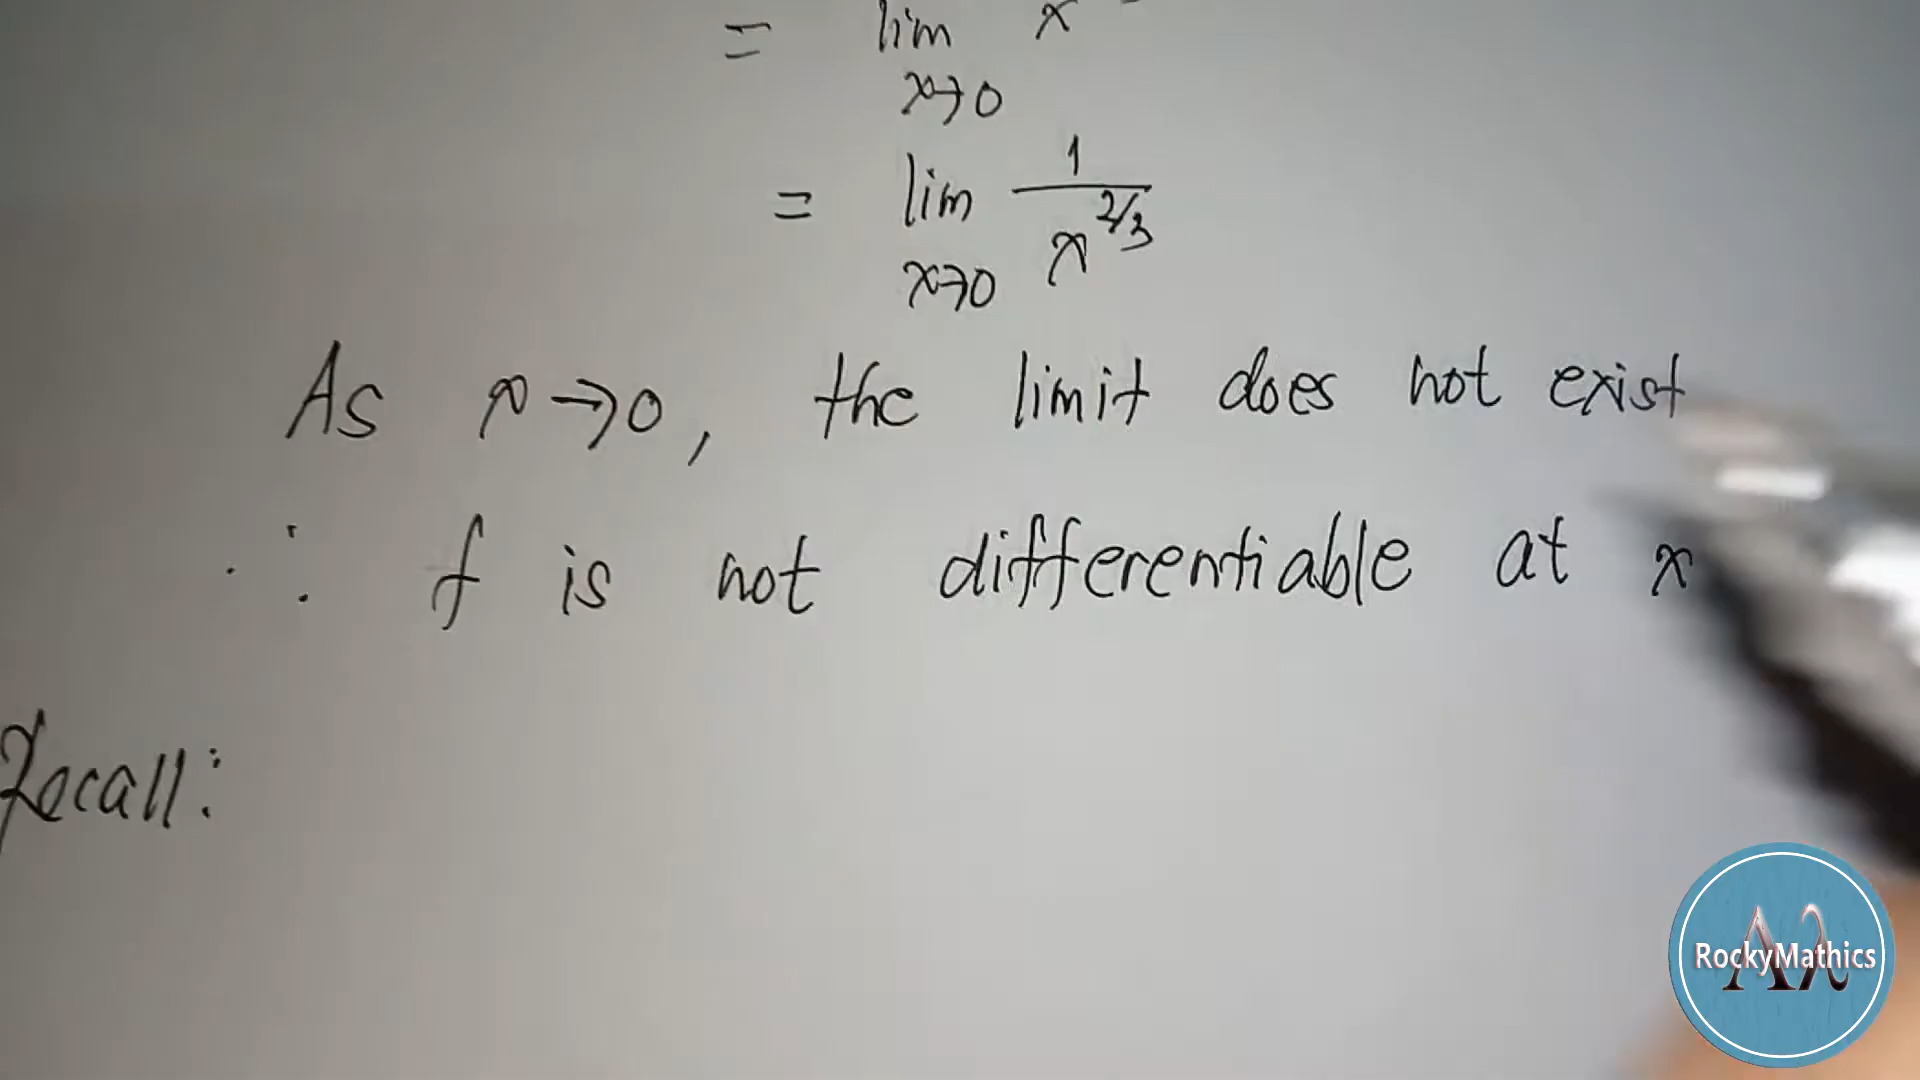 = lim x
x→0
= lim 1/x^2/3
x→0
As x→0, the limit does not exist
∴ f is not differentiable at x
Recall:
RockyMathics